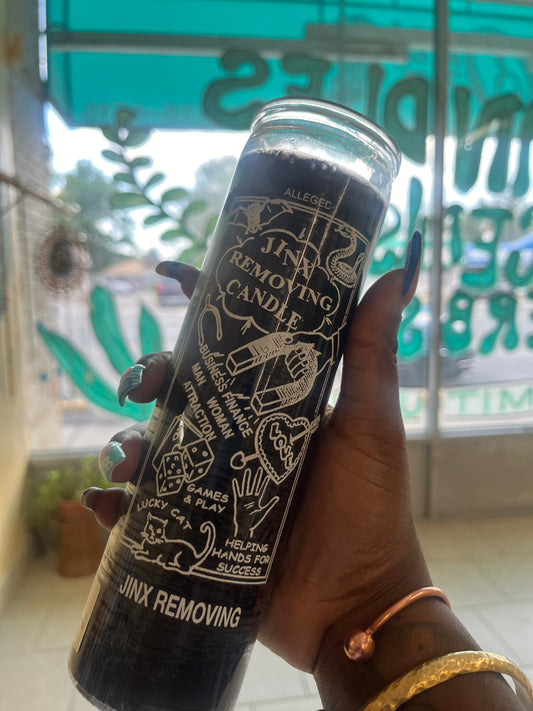 ALLEGED
JINX
REMOVING
CANDLE
BUSINESS FINANCE
MAN WOMAN
ATTRACTION
GAMES
& PLAY
LUCKY CAT
HELPING
HANDS FOR
SUCCESS
JINX REMOVING